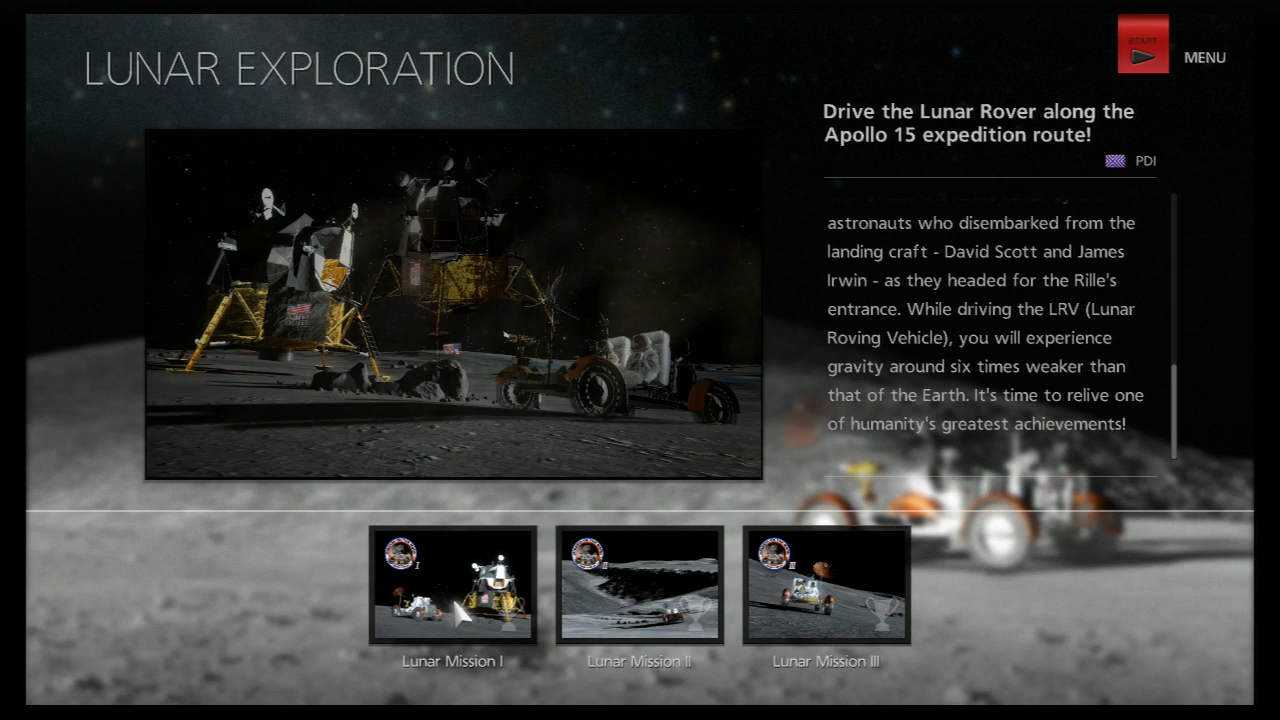 LUNAR EXPLORATION
START
MENU
Drive the Lunar Rover along the
Apollo 15 expedition route!
PDI
astronauts who disembarked from the
landing craft - David Scott and James
Irwin - as they headed for the Rille's
entrance. While driving the LRV (Lunar
Roving Vehicle), you will experience
gravity around six times weaker than
that of the Earth. It's time to relive one
of humanity's greatest achievements!
I
II
III
Lunar Mission I
Lunar Mission II
Lunar Mission III